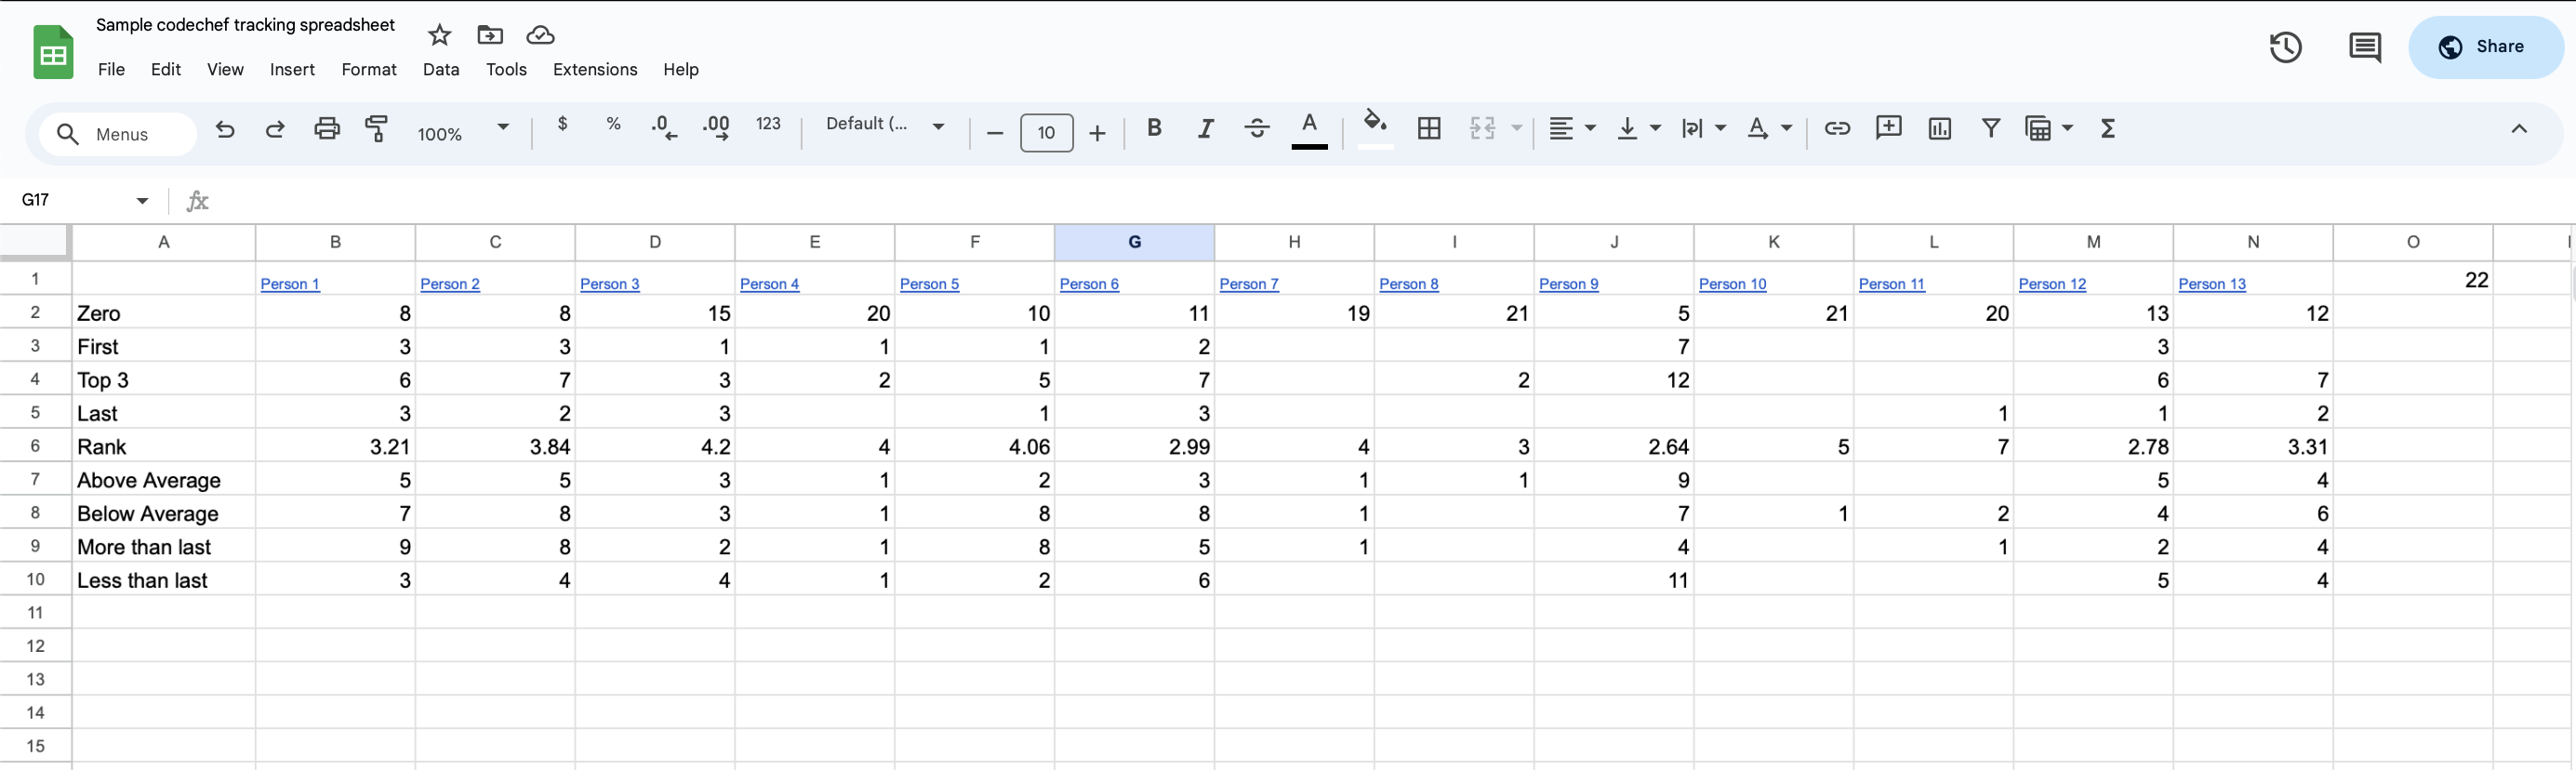 Sample codechef tracking spreadsheet
File Edit View Insert Format Data Tools Extensions Help
Share
Menus 100% $ % .0 .00 123 Default (... 10 B I S A A Σ
G17 fx
A B C D E F G H I J K L M N O
1 Person 1 Person 2 Person 3 Person 4 Person 5 Person 6 Person 7 Person 8 Person 9 Person 10 Person 11 Person 12 Person 13 22
2 Zero 8 8 15 20 10 11 19 21 5 21 20 13 12
3 First 3 3 1 1 1 2 7 3
4 Top 3 6 7 3 2 5 7 2 12 6 7
5 Last 3 2 3 1 3 1 1 2
6 Rank 3.21 3.84 4.2 4 4.06 2.99 4 3 2.64 5 7 2.78 3.31
7 Above Average 5 5 3 1 2 3 1 1 9 5 4
8 Below Average 7 8 3 1 8 8 1 7 1 2 4 6
9 More than last 9 8 2 1 8 5 1 4 1 2 4
10 Less than last 3 4 4 1 2 6 11 5 4
11
12
13
14
15